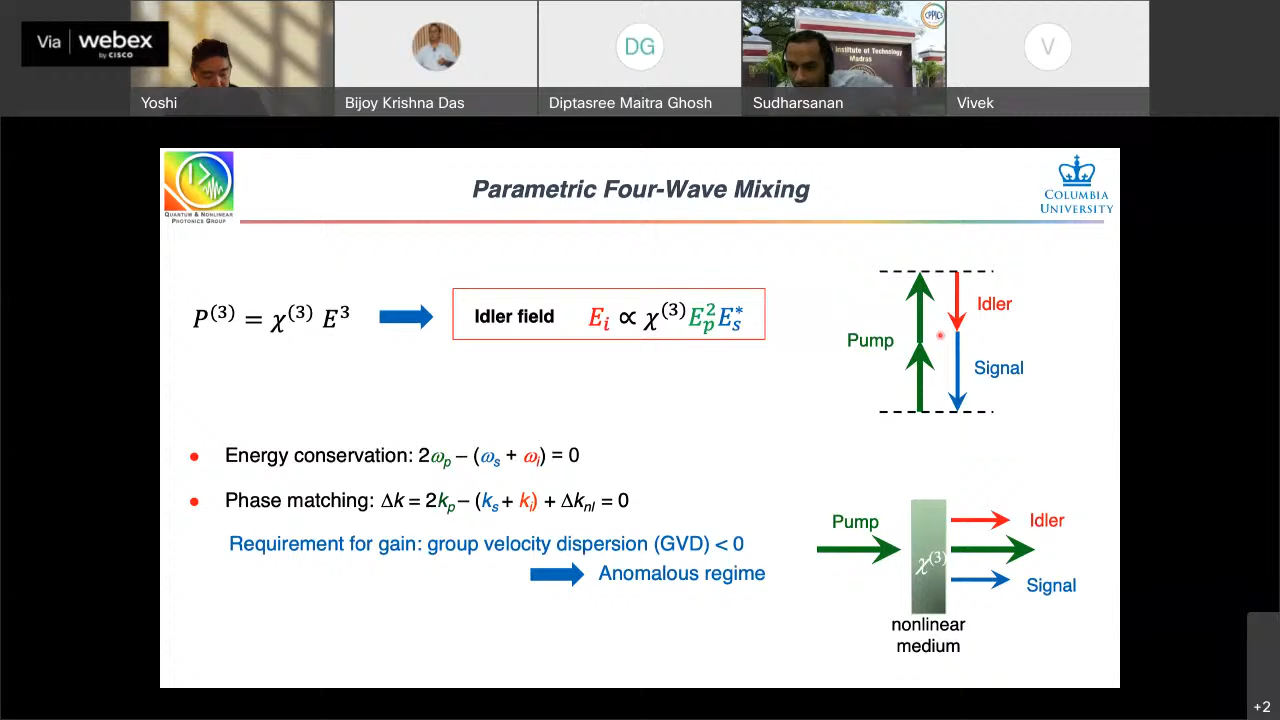 Via webex
by CISCO
DG
CPPICS
Institute of Technology
Madras
V
Yoshi
Bijoy Krishna Das
Diptasree Maitra Ghosh
Sudharsanan
Vivek
QUANTUM & NONLINEAR
PHOTONICS GROUP
Parametric Four-Wave Mixing
COLUMBIA
UNIVERSITY
P⁽³⁾ = χ⁽³⁾ E³
Idler field Eᵢ ∝ χ⁽³⁾Eₚ²Eₛ*
Pump
Idler
Signal
• Energy conservation: 2ωₚ – (ωₛ + ωᵢ) = 0
• Phase matching: Δk = 2kₚ – (kₛ + kᵢ) + Δkₙₗ = 0
Requirement for gain: group velocity dispersion (GVD) < 0
Anomalous regime
Pump
χ⁽³⁾
Idler
Signal
nonlinear
medium
+2